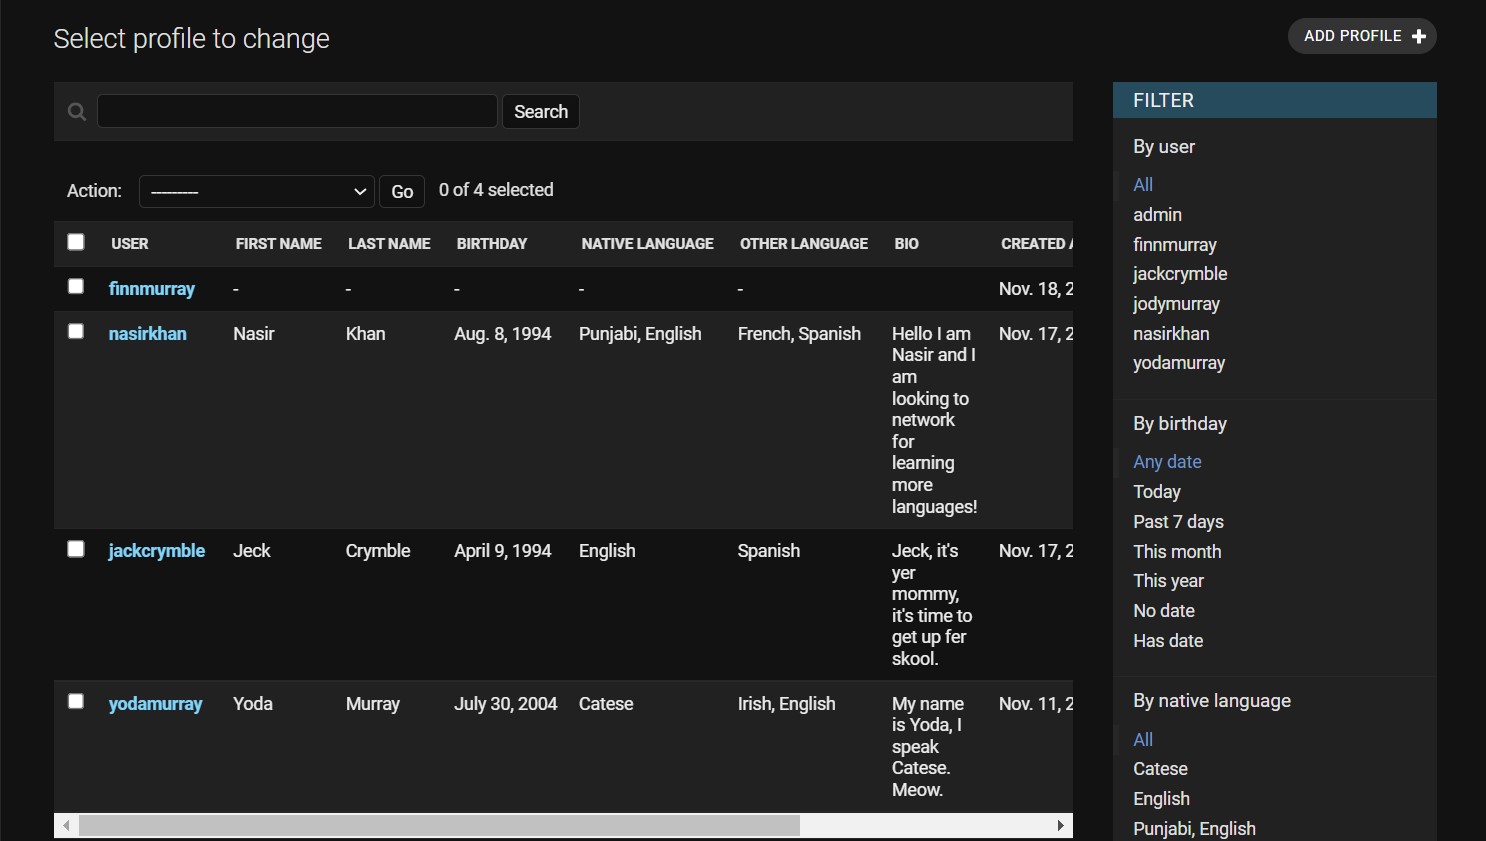 Select profile to change
ADD PROFILE
Search
Action: --------- Go 0 of 4 selected
USER FIRST NAME LAST NAME BIRTHDAY NATIVE LANGUAGE OTHER LANGUAGE BIO CREATED A
finnmurray - - - - - Nov. 18, 2
nasirkhan Nasir Khan Aug. 8, 1994 Punjabi, English French, Spanish Hello I am Nov. 17, 2
Nasir and I
am
looking to
network
for
learning
more
languages!
jackcrymble Jeck Crymble April 9, 1994 English Spanish Jeck, it's Nov. 17, 2
yer
mommy,
it's time to
get up fer
skool.
yodamurray Yoda Murray July 30, 2004 Catese Irish, English My name Nov. 11, 2
is Yoda, I
speak
Catese.
Meow.
FILTER
By user
All
admin
finnmurray
jackcrymble
jodymurray
nasirkhan
yodamurray
By birthday
Any date
Today
Past 7 days
This month
This year
No date
Has date
By native language
All
Catese
English
Punjabi, English